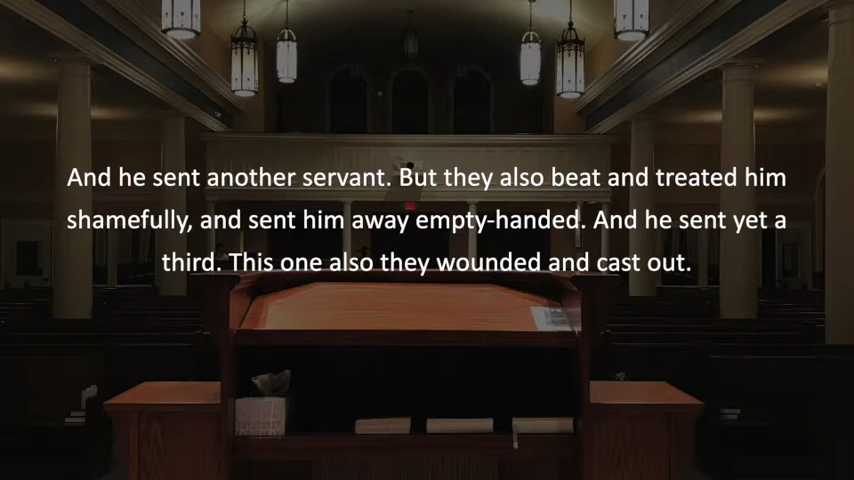 And he sent another servant. But they also beat and treated him
shamefully, and sent him away empty-handed. And he sent yet a
third. This one also they wounded and cast out.